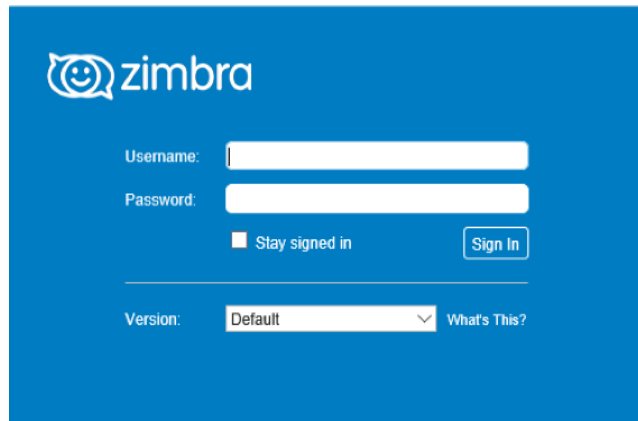 zimbra
Username:
Password:
Stay signed in
Sign In
Version:
Default
What's This?